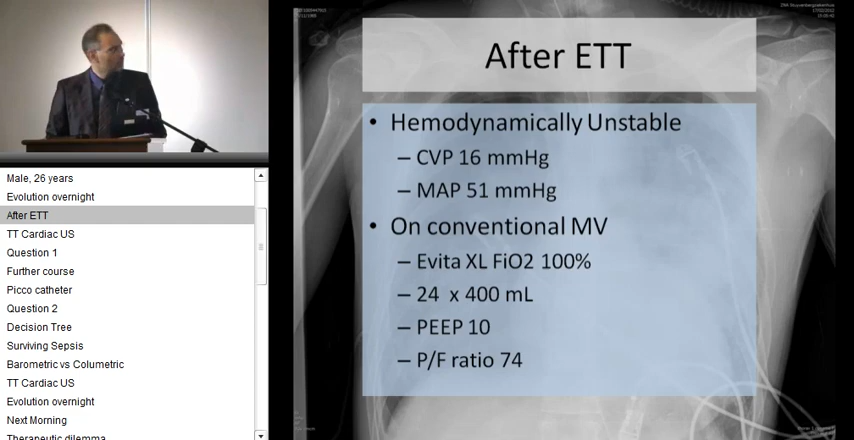 Male, 26 years
Evolution overnight
After ETT
TT Cardiac US
Question 1
Further course
Picco catheter
Question 2
Decision Tree
Surviving Sepsis
Barometric vs Columetric
TT Cardiac US
Evolution overnight
Next Morning
Therapeutic dilemma
After ETT
• Hemodynamically Unstable
– CVP 16 mmHg
– MAP 51 mmHg
• On conventional MV
– Evita XL FiO2 100%
– 24 x 400 mL
– PEEP 10
– P/F ratio 74